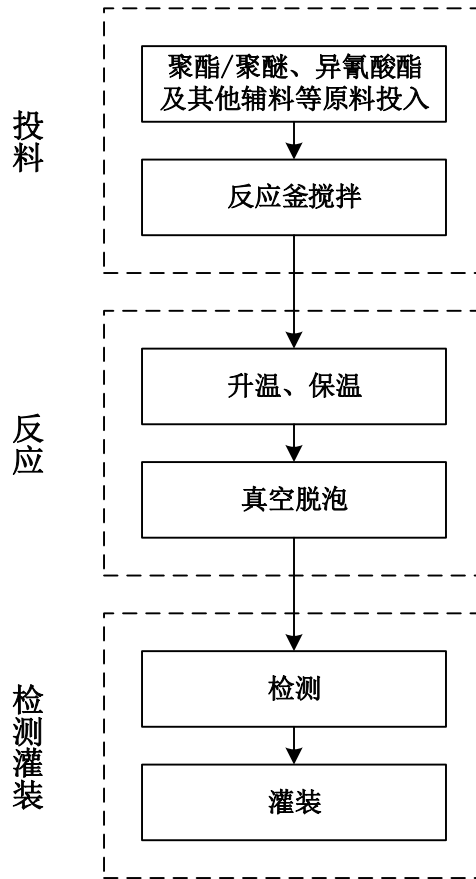 投料
聚酯/聚醚、异氰酸酯
及其他辅料等原料投入
反应釜搅拌
反应
升温、保温
真空脱泡
检测灌装
检测
灌装